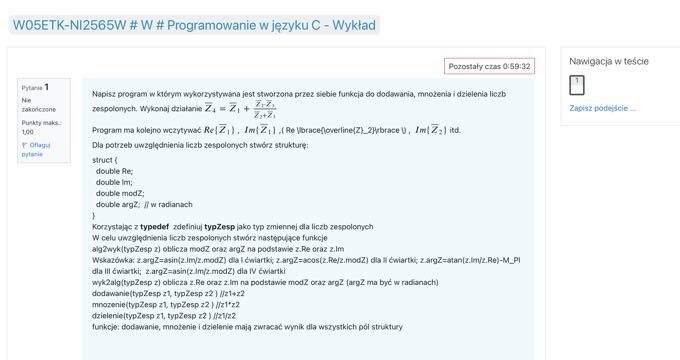 W05ETK-NI2565W # W # Programowanie w języku C - Wykład
Pozostały czas 0:59:32
Pytanie 1
Nie
zakończone
Punkty maks.:
1,00
Oflaguj
pytanie
Napisz program w którym wykorzystywana jest stworzona przez siebie funkcja do dodawania, mnożenia i dzielenia liczb
zespolonych. Wykonaj działanie Z̅_4 = Z̅_1 + \frac{Z̅_2·Z̅_3}{Z̅_2+Z̅_3}
Program ma kolejno wczytywać Re{Z̅_1} , Im{Z̅_1} ,( Re \lbrace{\overline{Z}_2}\rbrace \) , Im{Z̅_2} itd.
Dla potrzeb uwzględnienia liczb zespolonych stwórz strukturę:
struct {
double Re;
double Im;
double modZ;
double argZ; // w radianach
}
Korzystając z typedef zdefiniuj typZesp jako typ zmiennej dla liczb zespolonych
W celu uwzględnienia liczb zespolonych stwórz następujące funkcje
alg2wyk(typZesp z) oblicza modZ oraz argZ na podstawie z.Re oraz z.Im
Wskazówka: z.argZ=asin(z.Im/z.modZ) dla I ćwiartki; z.argZ=acos(z.Re/z.modZ) dla II ćwiartki; z.argZ=atan(z.Im/z.Re)-M_PI
dla III ćwiartki; z.argZ=asin(z.Im/z.modZ) dla IV ćwiartki
wyk2alg(typZesp z) oblicza z.Re oraz z.Im na podstawie modZ oraz argZ (argZ ma być w radianach)
dodawanie(typZesp z1, typZesp z2 ) //z1+z2
mnozenie(typZesp z1, typZesp z2 ) //z1*z2
dzielenie(typZesp z1, typZesp z2 ) //z1/z2
funkcje: dodawanie, mnożenie i dzielenie mają zwracać wynik dla wszystkich pól struktury
Nawigacja w teście
1
Zapisz podejście ...